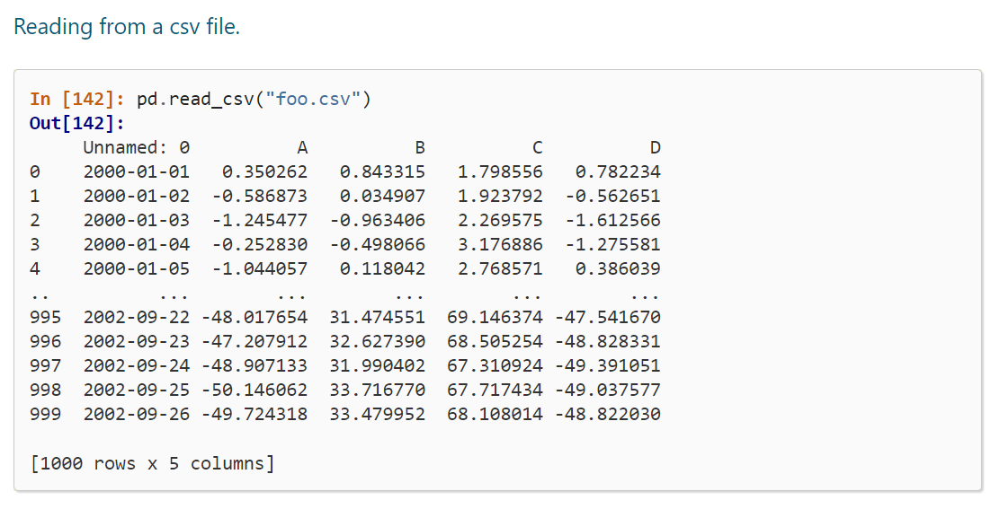 Reading from a csv file.
In [142]: pd.read_csv("foo.csv")
Out[142]:
     Unnamed: 0          A          B          C          D
0    2000-01-01   0.350262   0.843315   1.798556   0.782234
1    2000-01-02  -0.586873   0.034907   1.923792  -0.562651
2    2000-01-03  -1.245477  -0.963406   2.269575  -1.612566
3    2000-01-04  -0.252830  -0.498066   3.176886  -1.275581
4    2000-01-05  -1.044057   0.118042   2.768571   0.386039
..          ...        ...        ...        ...        ...
995  2002-09-22 -48.017654  31.474551  69.146374 -47.541670
996  2002-09-23 -47.207912  32.627390  68.505254 -48.828331
997  2002-09-24 -48.907133  31.990402  67.310924 -49.391051
998  2002-09-25 -50.146062  33.716770  67.717434 -49.037577
999  2002-09-26 -49.724318  33.479952  68.108014 -48.822030
[1000 rows x 5 columns]